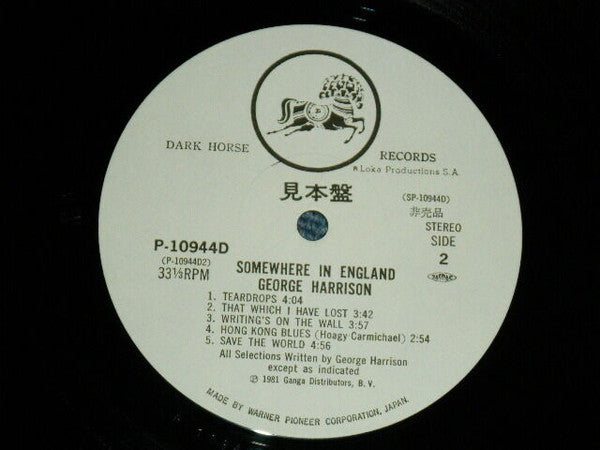 DARK HORSE RECORDS
*Loka Productions S.A.
見本盤
(SP-10944D)
非売品
STEREO
SIDE
2
P-10944D
(P-10944D2)
33⅓RPM
SOMEWHERE IN ENGLAND
GEORGE HARRISON
1. TEARDROPS 4:04
2. THAT WHICH I HAVE LOST 3:42
3. WRITING'S ON THE WALL 3:57
4. HONG KONG BLUES (Hoagy Carmichael) 2:54
5. SAVE THE WORLD 4:56
All Selections Written by George Harrison
except as indicated
℗ 1981 Ganga Distributors, B. V.
MADE BY WARNER PIONEER CORPORATION, JAPAN.